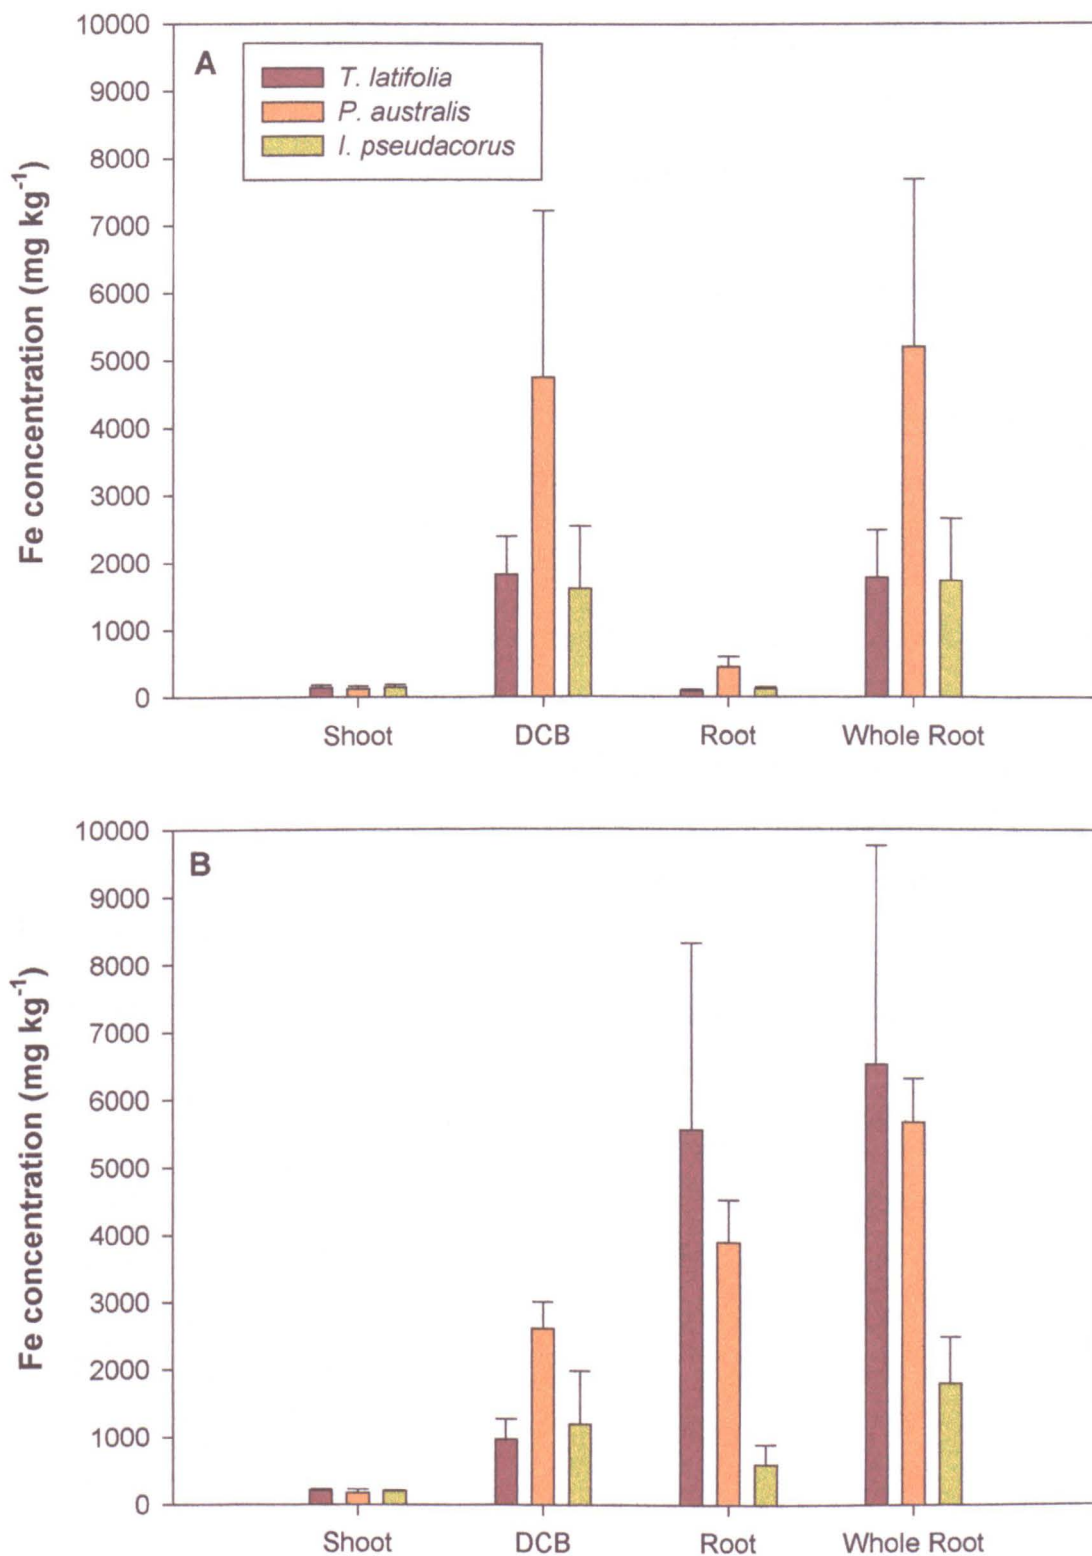 10000
9000
8000
7000
6000
5000
4000
3000
2000
1000
0
Fe concentration (mg kg-1)
A
T. latifolia
P. australis
I. pseudacorus
Shoot DCB Root Whole Root
10000
9000
8000
7000
6000
5000
4000
3000
2000
1000
0
Fe concentration (mg kg-1)
B
Shoot DCB Root Whole Root